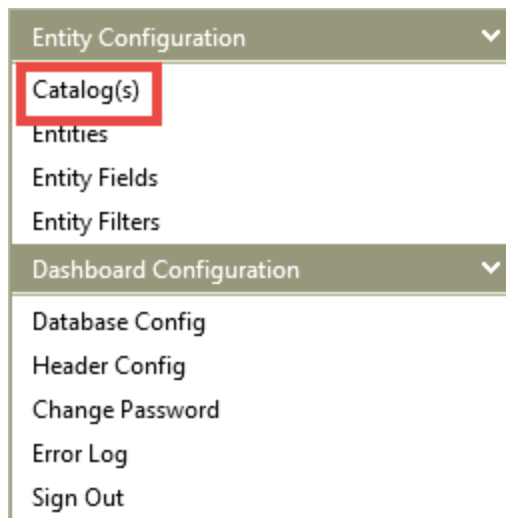 Entity Configuration
Catalog(s)
Entities
Entity Fields
Entity Filters
Dashboard Configuration
Database Config
Header Config
Change Password
Error Log
Sign Out